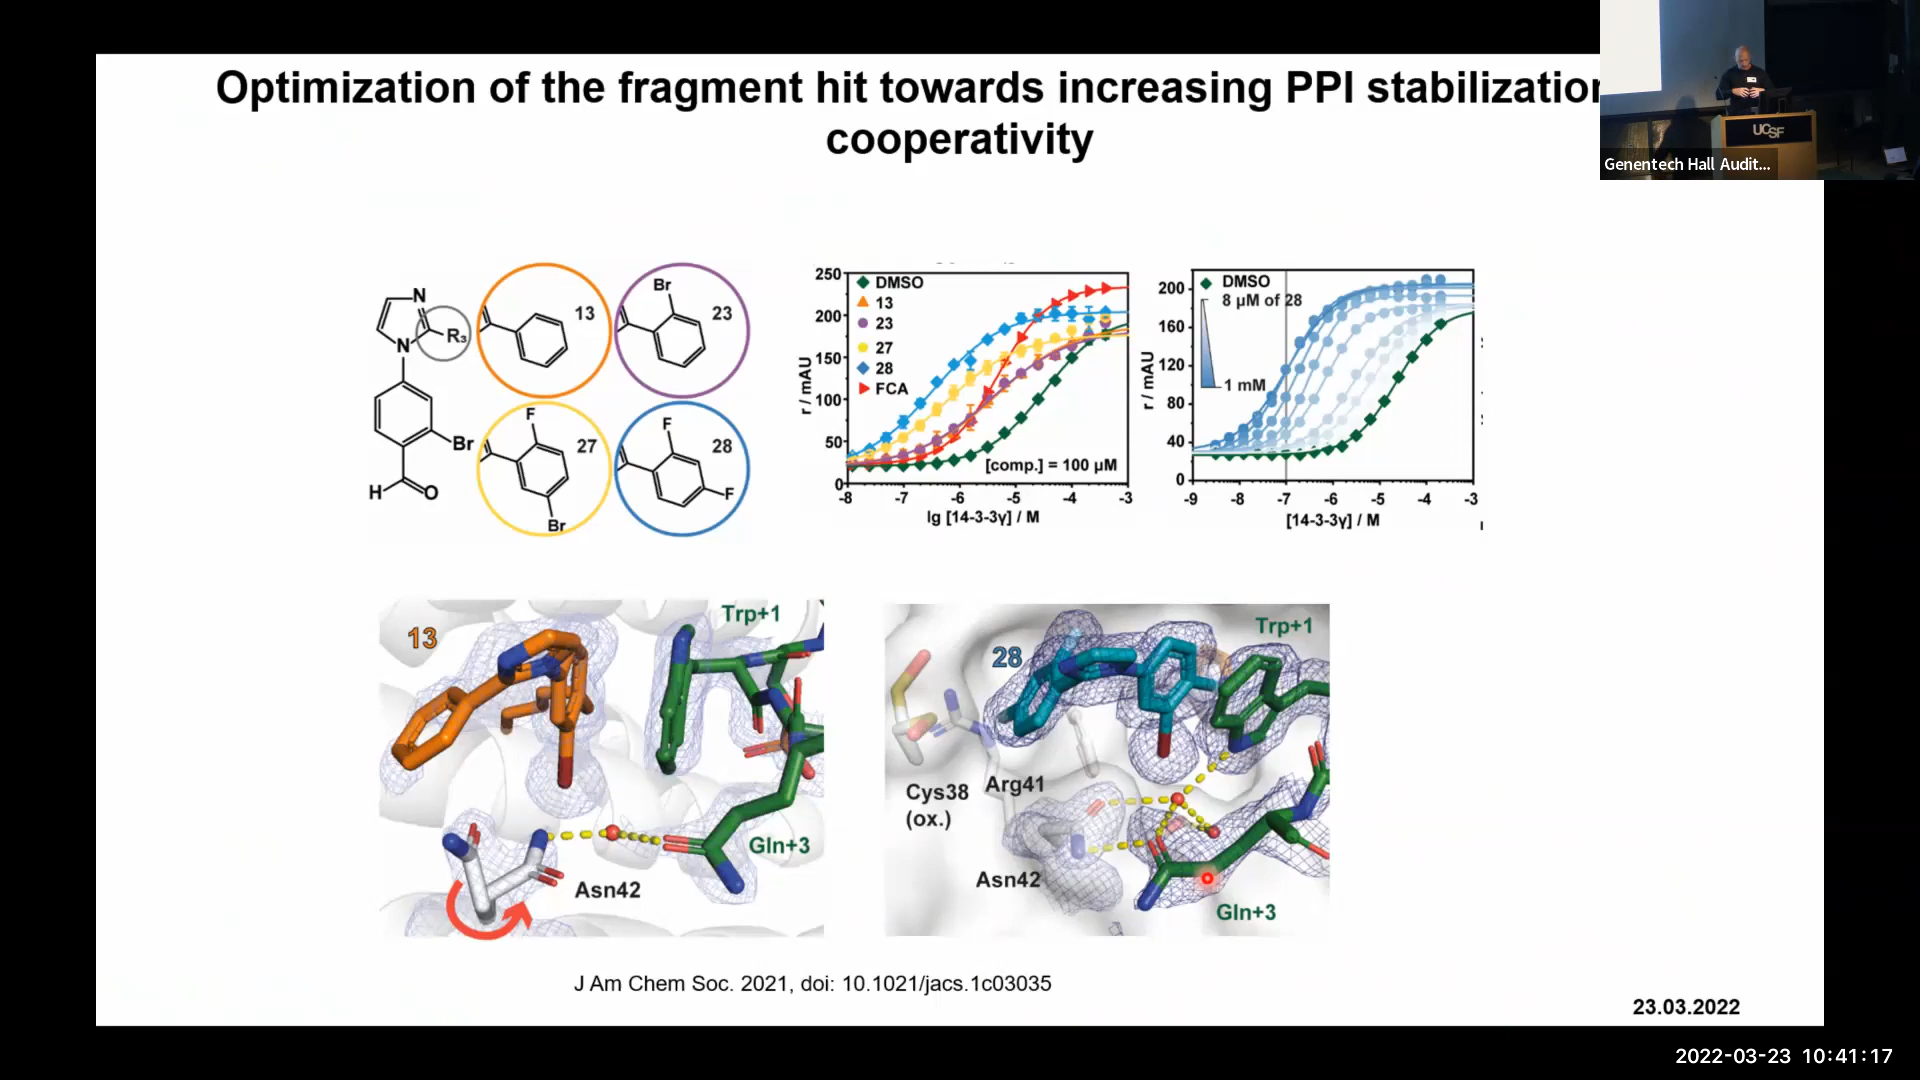 Optimization of the fragment hit towards increasing PPI stabilization
cooperativity
UCSF
Genentech Hall Audit...
N
N
R₃
Br
H
O
13
Br
23
F
27
Br
F
28
F
250
200
150
100
50
0
r / mAU
DMSO
13
23
27
28
FCA
[comp.] = 100 µM
-8
-7
-6
-5
-4
-3
lg [14-3-3γ] / M
200
160
120
80
40
0
r / mAU
DMSO
8 µM of 28
1 mM
-9
-8
-7
-6
-5
-4
-3
[14-3-3γ] / M
13
Trp+1
Gln+3
Asn42
28
Trp+1
Cys38
(ox.)
Arg41
Asn42
Gln+3
J Am Chem Soc. 2021, doi: 10.1021/jacs.1c03035
23.03.2022
2022-03-23 10:41:17